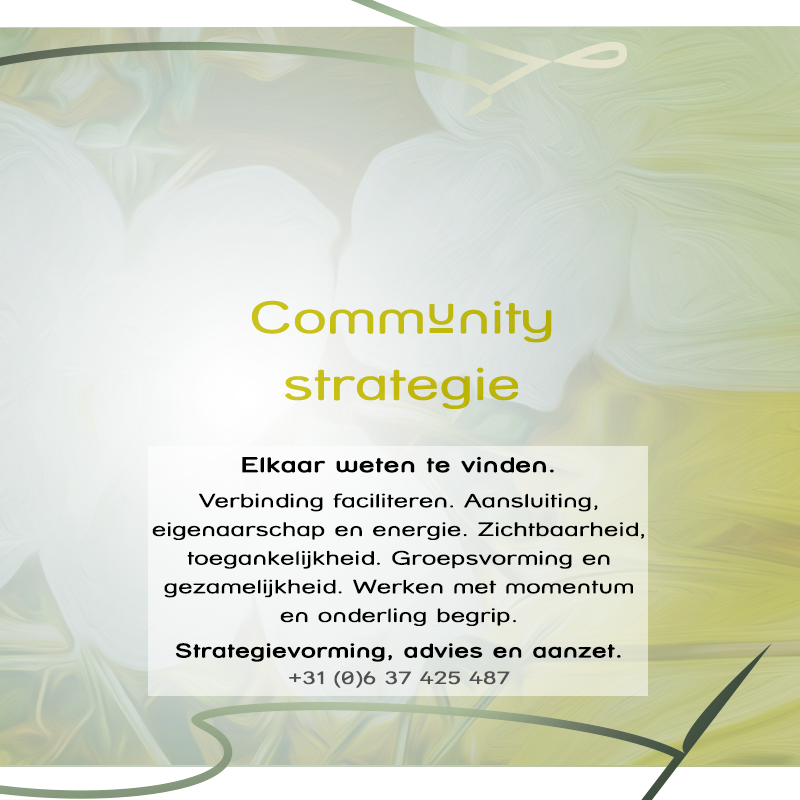 Community
strategie
Elkaar weten te vinden.
Verbinding faciliteren. Aansluiting,
eigenaarschap en energie. Zichtbaarheid,
toegankelijkheid. Groepsvorming en
gezamelijkheid. Werken met momentum
en onderling begrip.
Strategievorming, advies en aanzet.
+31 (0)6 37 425 487